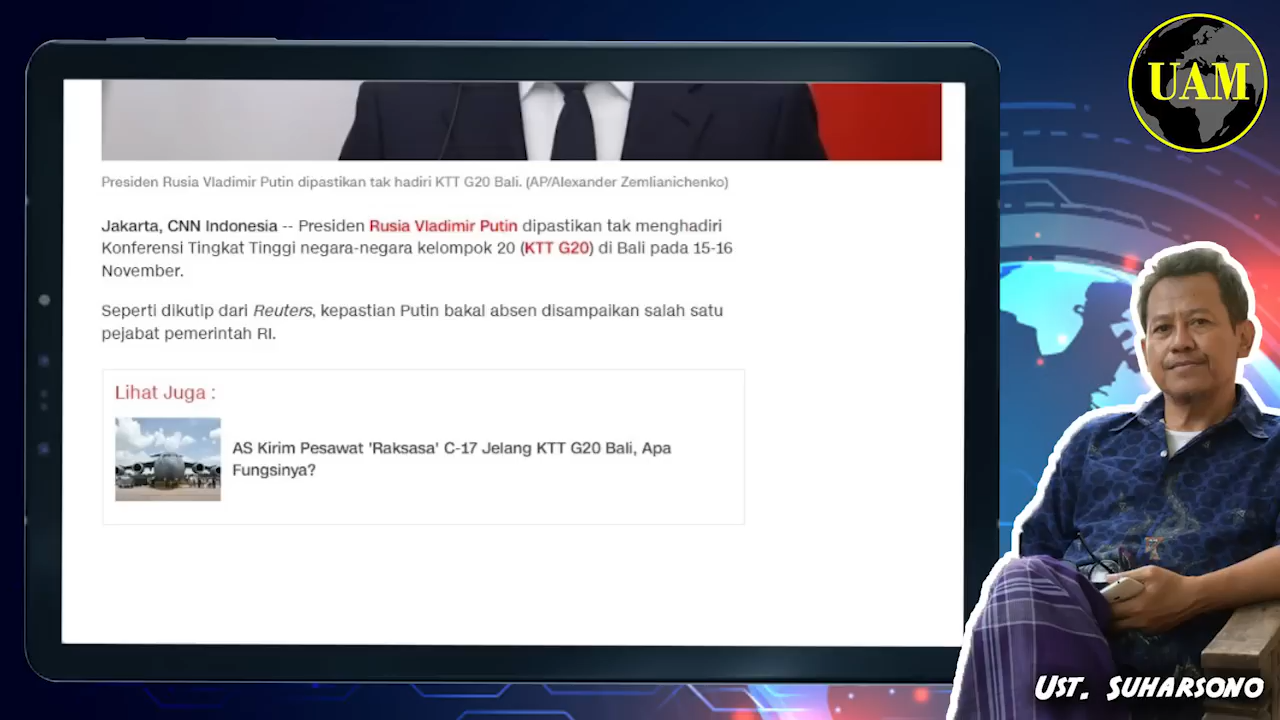 UAM
Presiden Rusia Vladimir Putin dipastikan tak hadiri KTT G20 Bali. (AP/Alexander Zemlianichenko)
Jakarta, CNN Indonesia -- Presiden Rusia Vladimir Putin dipastikan tak menghadiri
Konferensi Tingkat Tinggi negara-negara kelompok 20 (KTT G20) di Bali pada 15-16
November.
Seperti dikutip dari Reuters, kepastian Putin bakal absen disampaikan salah satu
pejabat pemerintah RI.
Lihat Juga :
AS Kirim Pesawat 'Raksasa' C-17 Jelang KTT G20 Bali, Apa
Fungsinya?
UST. SUHARSONO